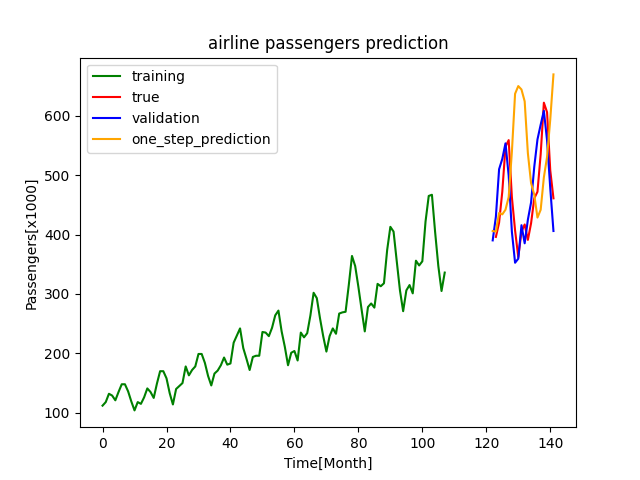 airline passengers prediction
training
true
validation
one_step_prediction
Passengers[x1000]
600
500
400
300
200
100
0 20 40 60 80 100 120 140
Time[Month]